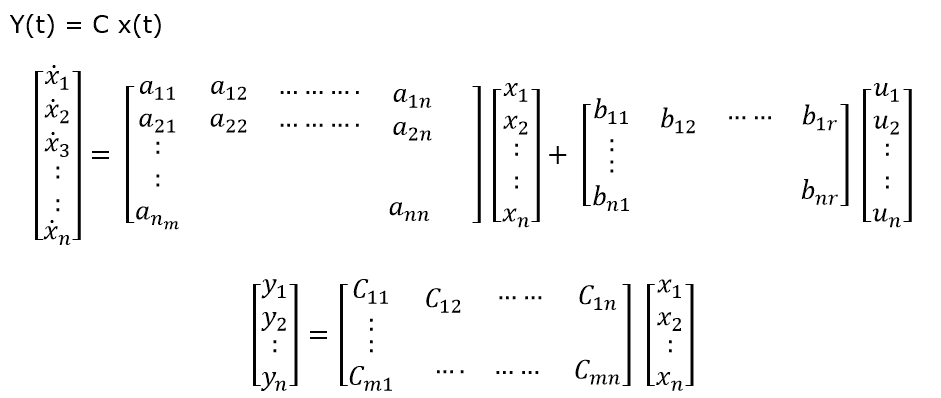 Y(t) = C x(t)
[ẋ₁ ẋ₂ ẋ₃ ⋮ ⋮ ẋₙ] = [a₁₁ a₁₂ ………. a₁ₙ; a₂₁ a₂₂ ………. a₂ₙ; ⋮ ⋮ aₙₘ aₙₙ] [x₁ x₂ ⋮ ⋮ xₙ] + [b₁₁ b₁₂ …… b₁ᵣ; ⋮ ⋮ bₙ₁ bₙᵣ] [u₁ u₂ ⋮ ⋮ uₙ]
[y₁ y₂ ⋮ yₙ] = [C₁₁ C₁₂ …… C₁ₙ; ⋮ ⋮ Cₘ₁ …. …… Cₘₙ] [x₁ x₂ ⋮ xₙ]